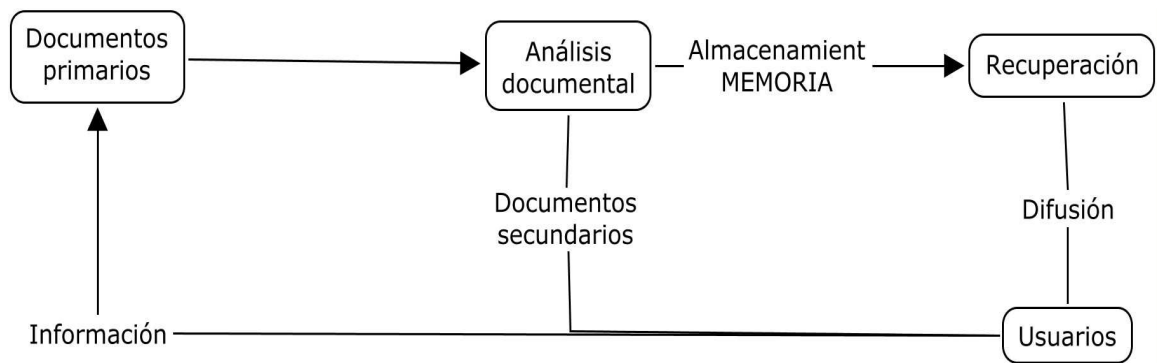 Documentos
primarios
Análisis
documental
Almacenamient
MEMORIA
Recuperación
Documentos
secundarios
Difusión
Información
Usuarios